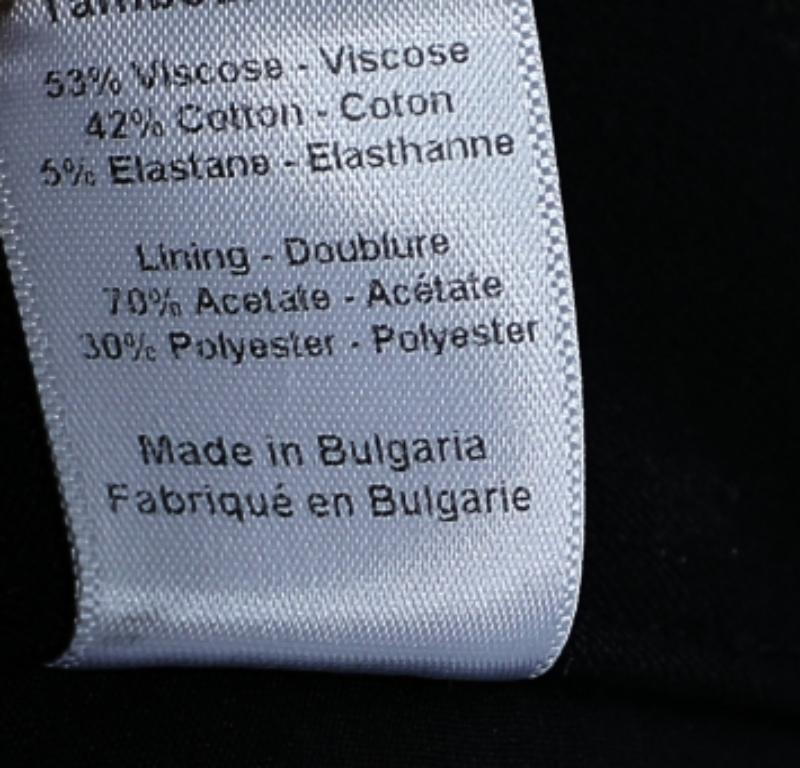 53% Viscose - Viscose
42% Cotton - Coton
5% Elastane - Elasthanne
Lining - Doublure
70% Acetate - Acétate
30% Polyester - Polyester
Made in Bulgaria
Fabriqué en Bulgarie